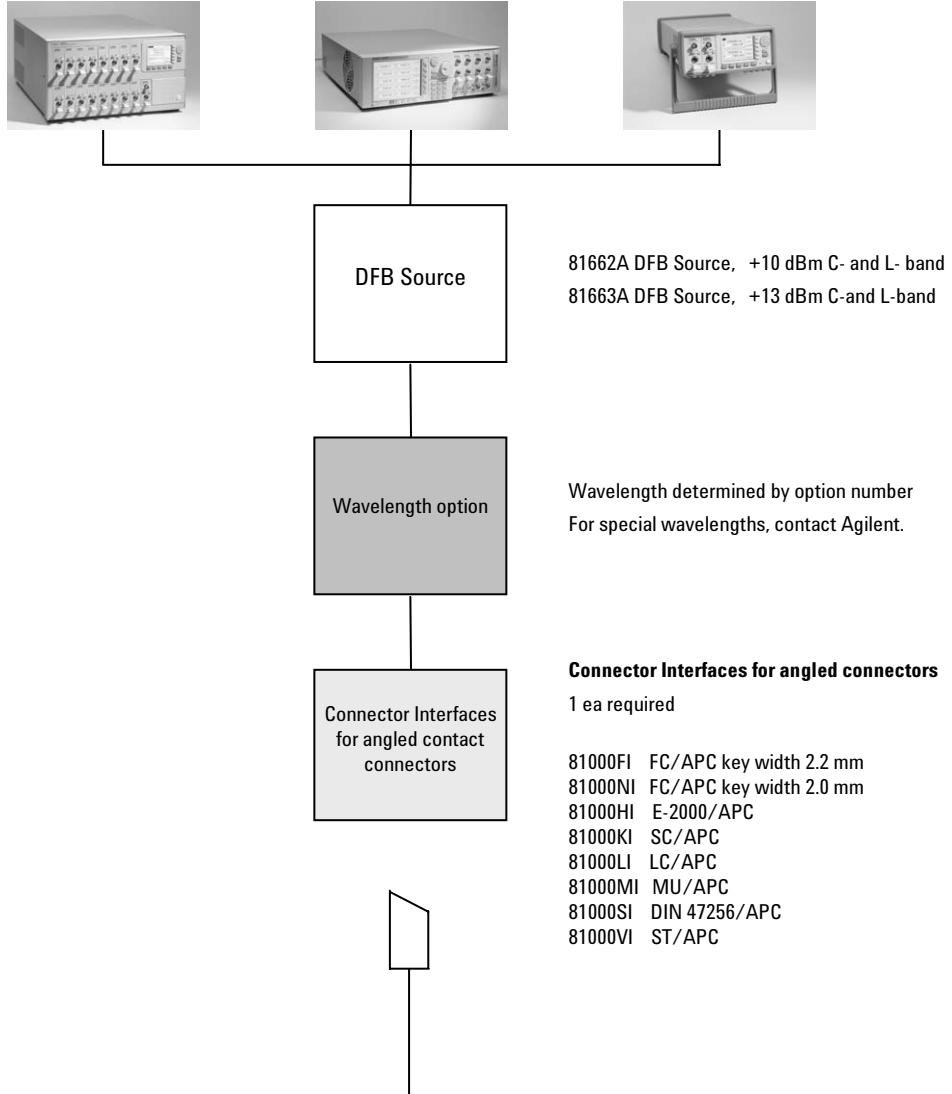 DFB Source
81662A DFB Source, +10 dBm C- and L- band
81663A DFB Source, +13 dBm C-and L-band
Wavelength option
Wavelength determined by option number
For special wavelengths, contact Agilent.
Connector Interfaces
for angled contact
connectors
Connector Interfaces for angled connectors
1 ea required
81000FI FC/APC key width 2.2 mm
81000NI FC/APC key width 2.0 mm
81000HI E-2000/APC
81000KI SC/APC
81000LI LC/APC
81000MI MU/APC
81000SI DIN 47256/APC
81000VI ST/APC